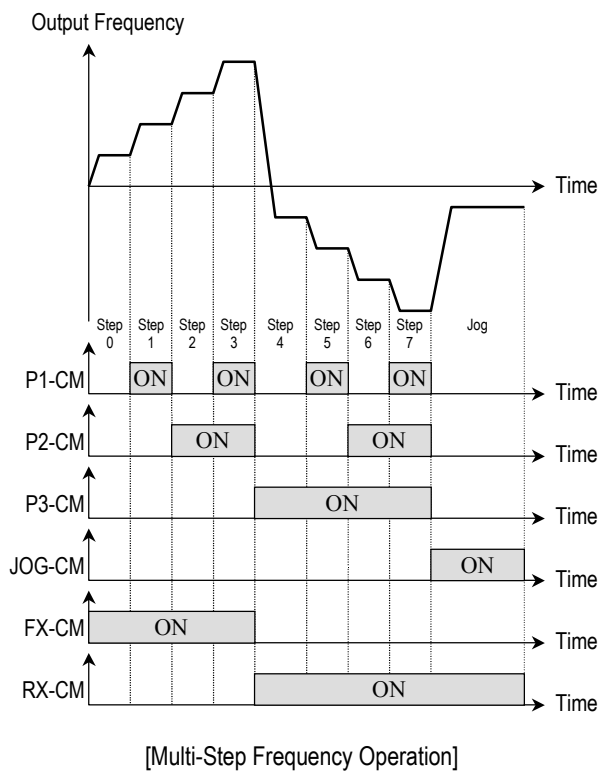 Output Frequency
Time
Step 0
Step 1
Step 2
Step 3
Step 4
Step 5
Step 6
Step 7
Jog
P1-CM
ON
ON
ON
ON
Time
P2-CM
ON
ON
Time
P3-CM
ON
Time
JOG-CM
ON
Time
FX-CM
ON
Time
RX-CM
ON
Time
[Multi-Step Frequency Operation]